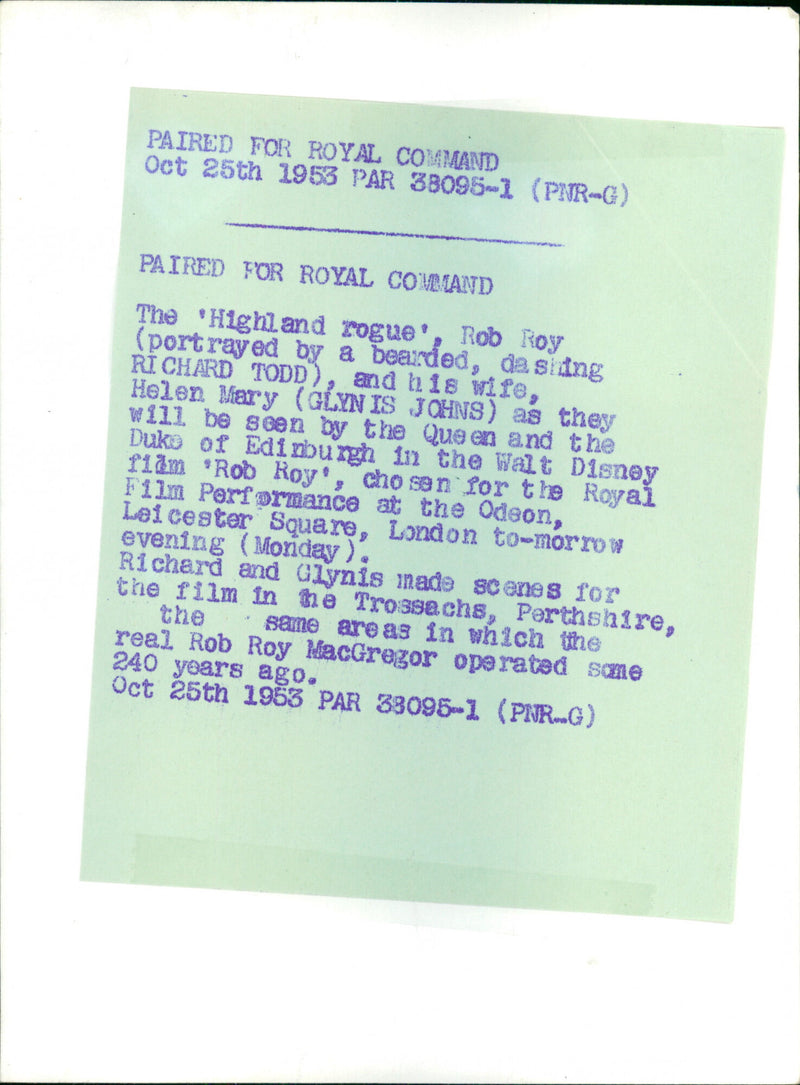 PAIRED FOR ROYAL COMMAND
Oct 25th 1953 PAR 38095-1 (PNR-G)
PAIRED FOR ROYAL COMMAND
The 'Highland rogue', Rob Roy
(portrayed by a bearded, dashing
RICHARD TODD), and his wife,
Helen Mary (GLYNIS JOHNS) as they
will be seen by the Queen and the
Duke of Edinburgh in the Walt Disney
film 'Rob Roy', chosen for the Royal
Film Performance at the Odeon,
Leicester Square, London to-morrow
evening (Monday).
Richard and Glynis made scenes for
the film in the Trossachs, Perthshire,
the same areas in which the
real Rob Roy MacGregor operated some
240 years ago.
Oct 25th 1953 PAR 38095-1 (PNR-G)